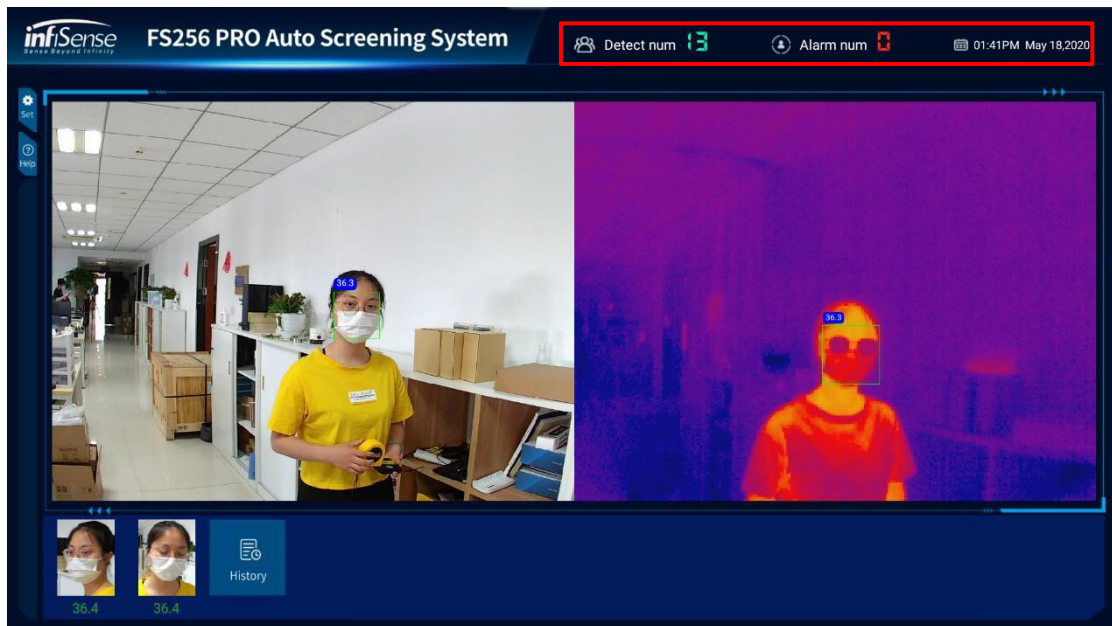 infiSense
Sense Beyond Infinity
FS256 PRO Auto Screening System
Detect num 13
Alarm num 0
01:41PM May 18,2020
Set
Help
36.3
36.3
36.4
36.4
History